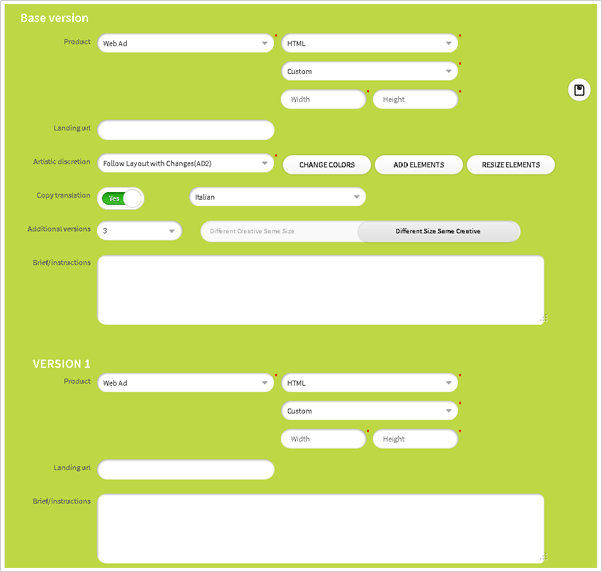 Base version
Product Web Ad HTML
Custom
Width Height
Landing url
Artistic discretion Follow Layout with Changes(AD2) CHANGE COLORS ADD ELEMENTS RESIZE ELEMENTS
Copy translation Yes Italian
Additional versions 3 Different Creative Same Size Different Size Same Creative
Brief/instructions
VERSION 1
Product Web Ad HTML
Custom
Width Height
Landing url
Brief/instructions